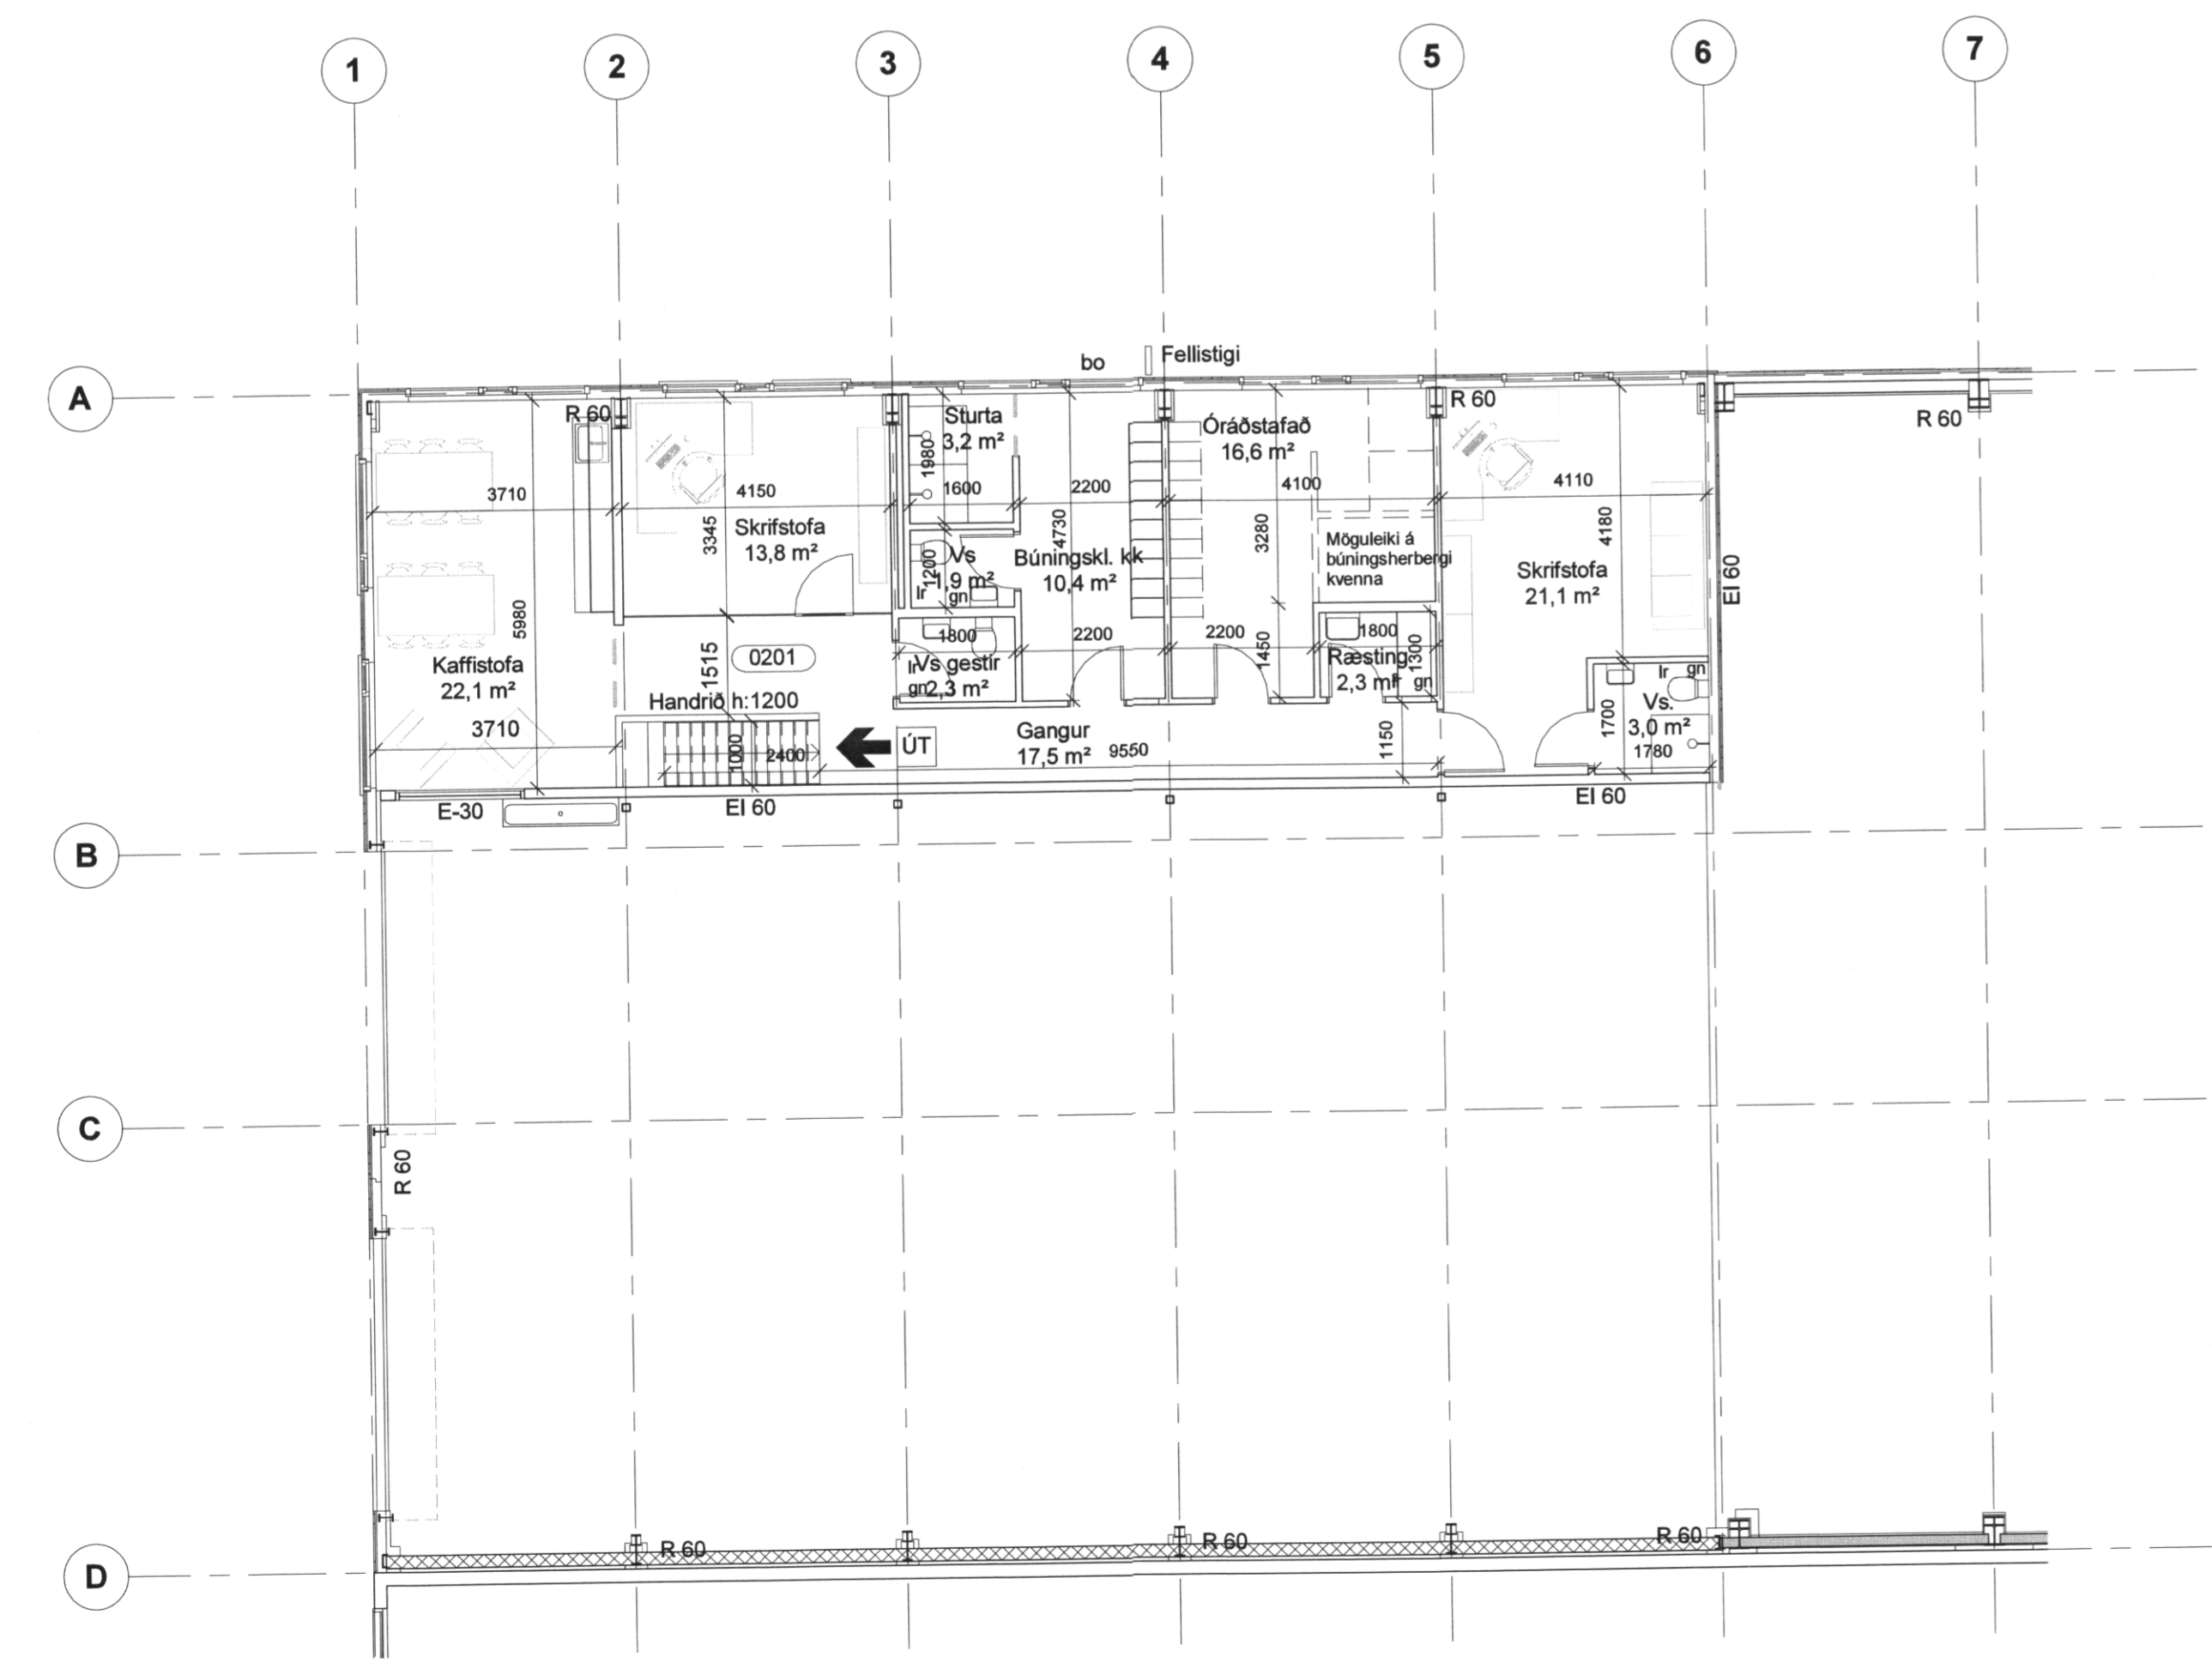 1
2
3
4
5
6
7
A
B
C
D
bo
Fellistigi
R 60
R 60
R 60
Sturta
3,2 m²
1980
1600
Óráðstafað
16,6 m²
3710
4150
2200
4100
4110
3345
Skrifstofa
13,8 m²
4730
3280
4180
Vs
1,9 m²
1200
lr
gn
Búningskl. kk
10,4 m²
Möguleiki á
búningsherbergi
kvenna
Skrifstofa
21,1 m²
EI 60
5980
Kaffistofa
22,1 m²
1515
0201
1800
Vs gestir
2,3 m²
lr
gn
2200
2200
1450
1800
Ræsting
2,3 m²
lr
gn
1300
lr
gn
Vs.
3,0 m²
1700
1780
Handrið h:1200
3710
1000
2400
ÚT
Gangur
17,5 m²
9550
1150
E-30
EI 60
EI 60
R 60
R 60
R 60
R 60